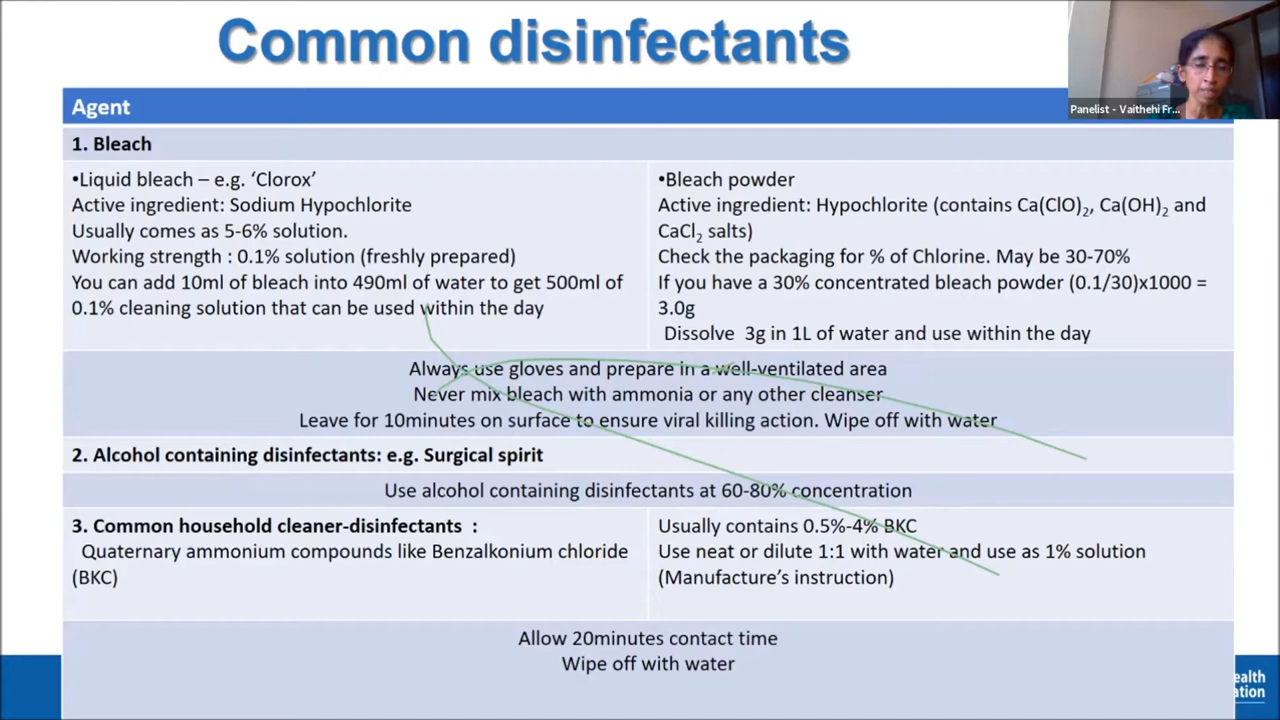 Common disinfectants
Panelist - Vaithehi Fr...
Agent
1. Bleach
•Liquid bleach – e.g. ‘Clorox’
Active ingredient: Sodium Hypochlorite
Usually comes as 5-6% solution.
Working strength : 0.1% solution (freshly prepared)
You can add 10ml of bleach into 490ml of water to get 500ml of
0.1% cleaning solution that can be used within the day
•Bleach powder
Active ingredient: Hypochlorite (contains Ca(ClO)₂, Ca(OH)₂ and
CaCl₂ salts)
Check the packaging for % of Chlorine. May be 30-70%
If you have a 30% concentrated bleach powder (0.1/30)x1000 =
3.0g
Dissolve 3g in 1L of water and use within the day
Always use gloves and prepare in a well-ventilated area
Never mix bleach with ammonia or any other cleanser
Leave for 10minutes on surface to ensure viral killing action. Wipe off with water
2. Alcohol containing disinfectants: e.g. Surgical spirit
Use alcohol containing disinfectants at 60-80% concentration
3. Common household cleaner-disinfectants :
Quaternary ammonium compounds like Benzalkonium chloride
(BKC)
Usually contains 0.5%-4% BKC
Use neat or dilute 1:1 with water and use as 1% solution
(Manufacture’s instruction)
Allow 20minutes contact time
Wipe off with water
ealth
ation